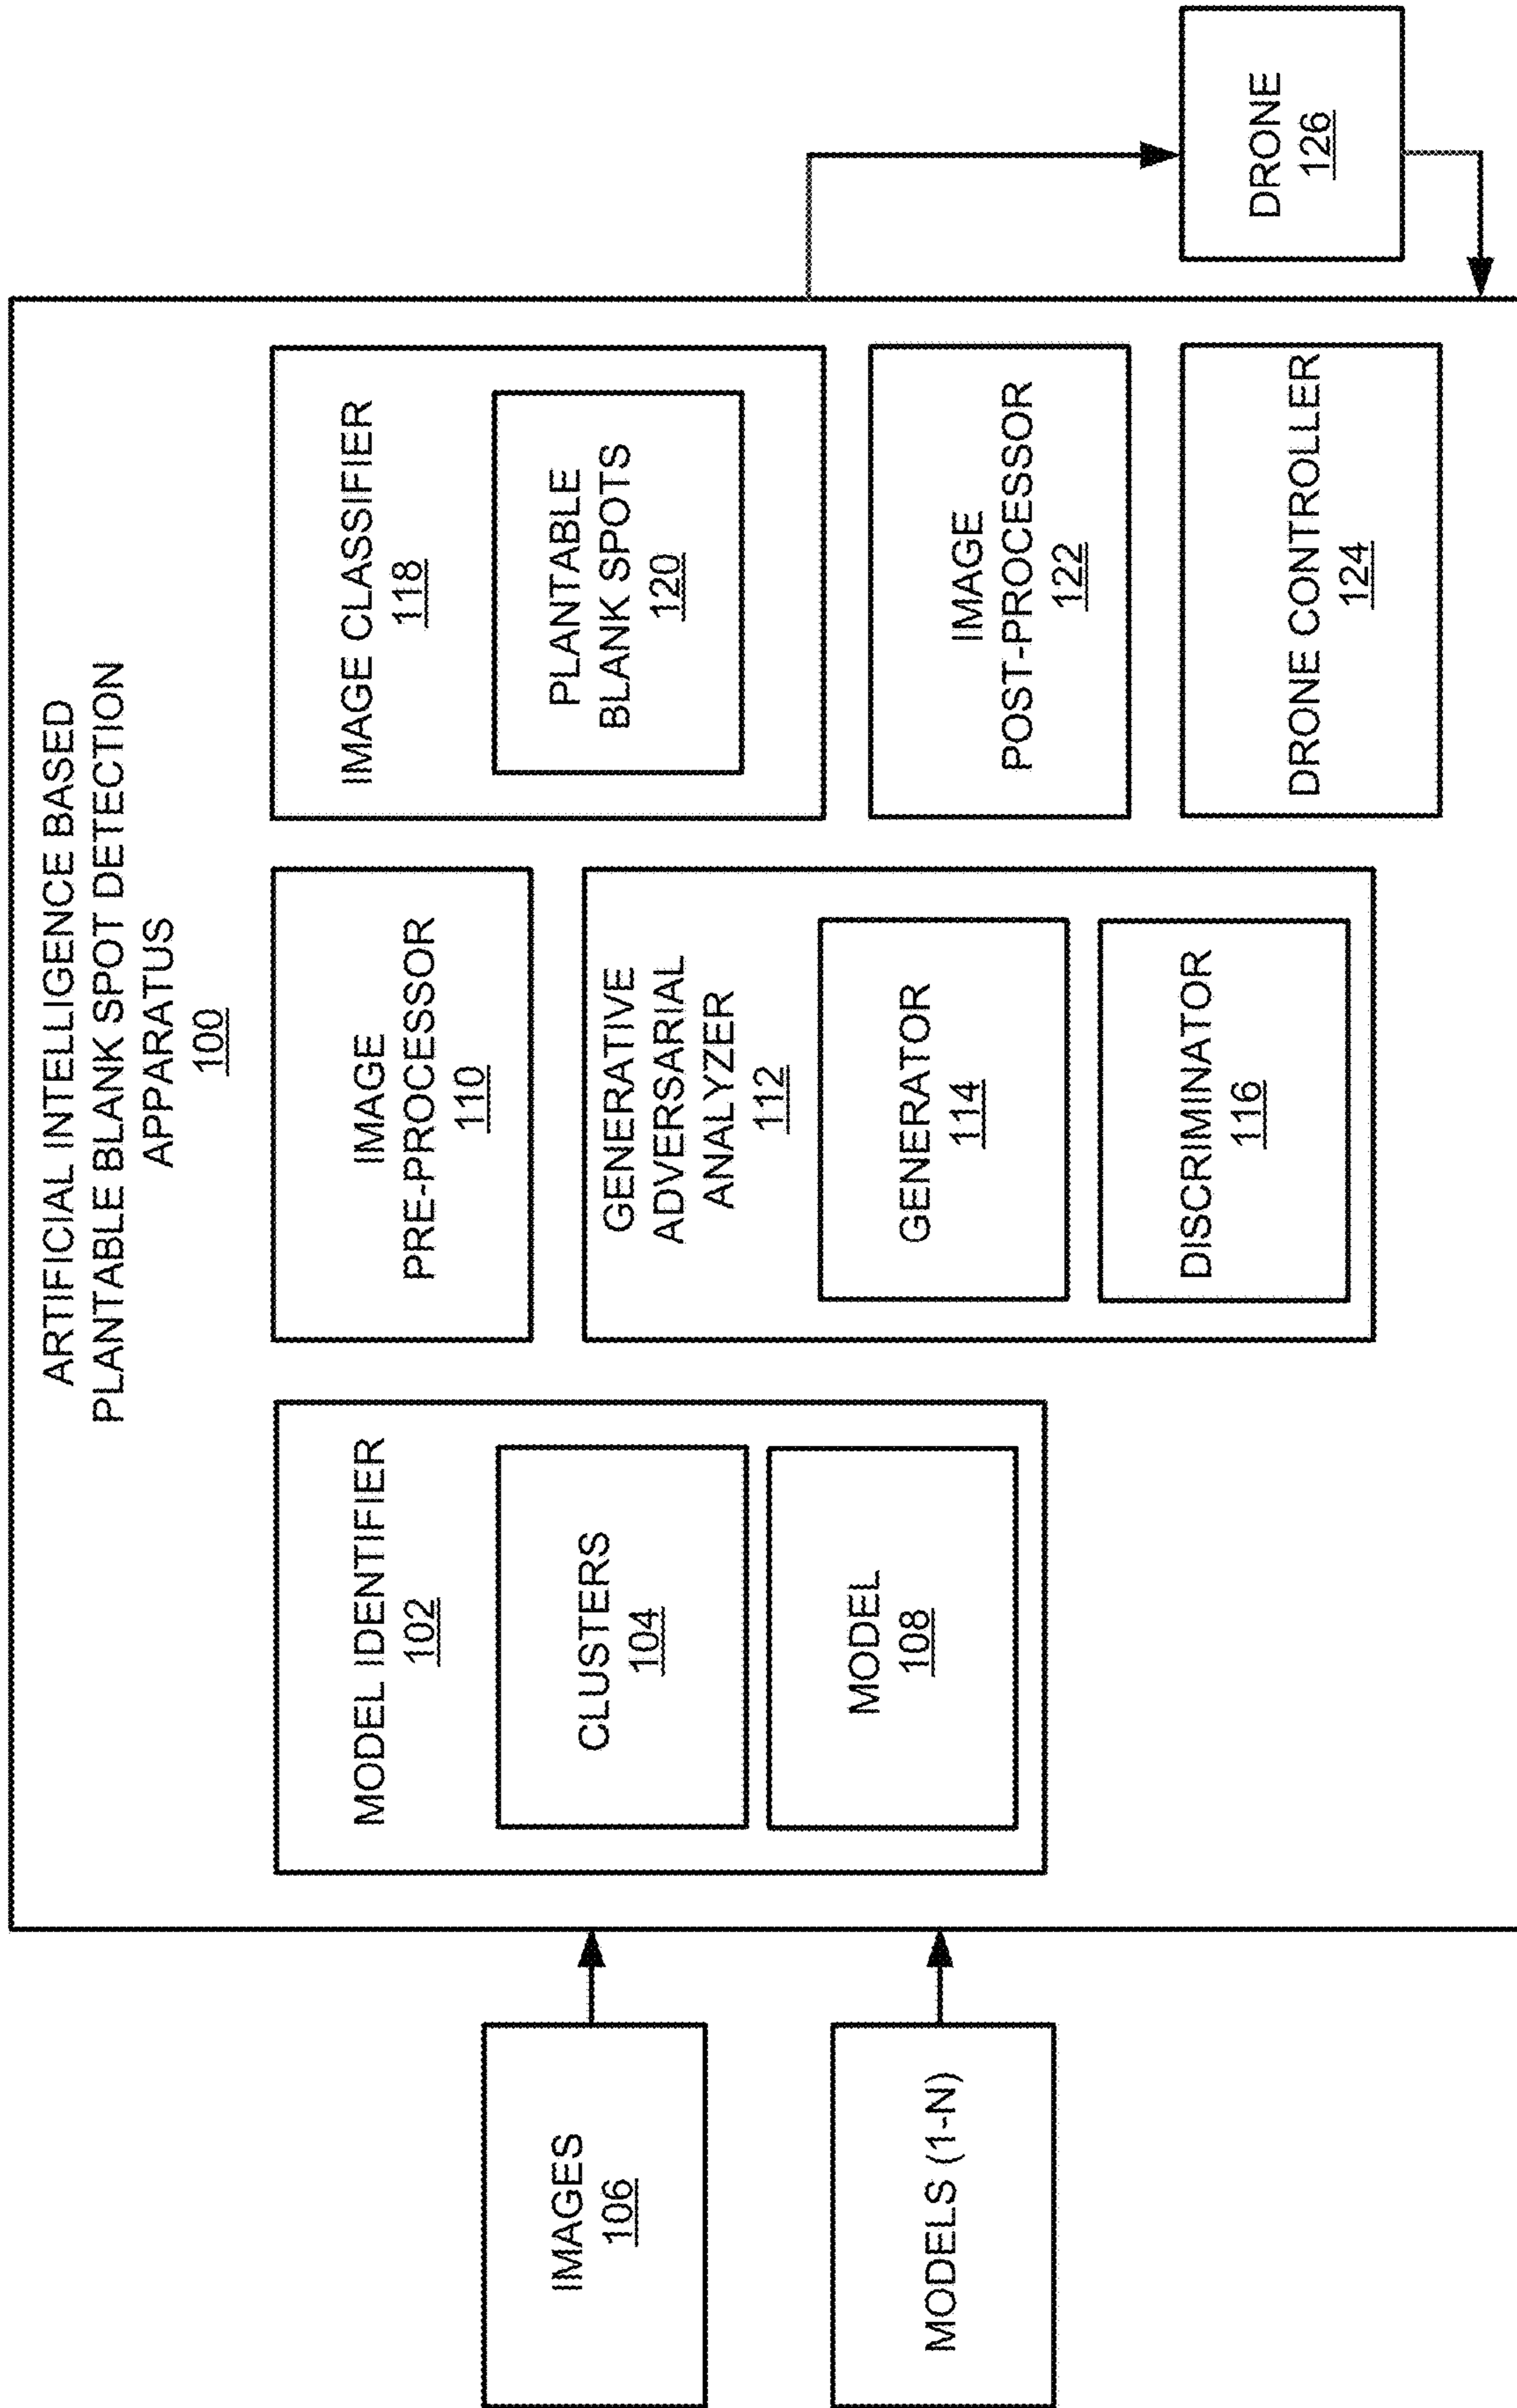 ARTIFICIAL INTELLIGENCE BASED
PLANTABLE BLANK SPOT DETECTION
APPARATUS
100
IMAGES
106
MODELS (1-N)
MODEL IDENTIFIER
102
CLUSTERS
104
MODEL
108
IMAGE
PRE-PROCESSOR
110
GENERATIVE
ADVERSARIAL
ANALYZER
112
GENERATOR
114
DISCRIMINATOR
116
IMAGE CLASSIFIER
118
PLANTABLE
BLANK SPOTS
120
IMAGE
POST-PROCESSOR
122
DRONE CONTROLLER
124
DRONE
126